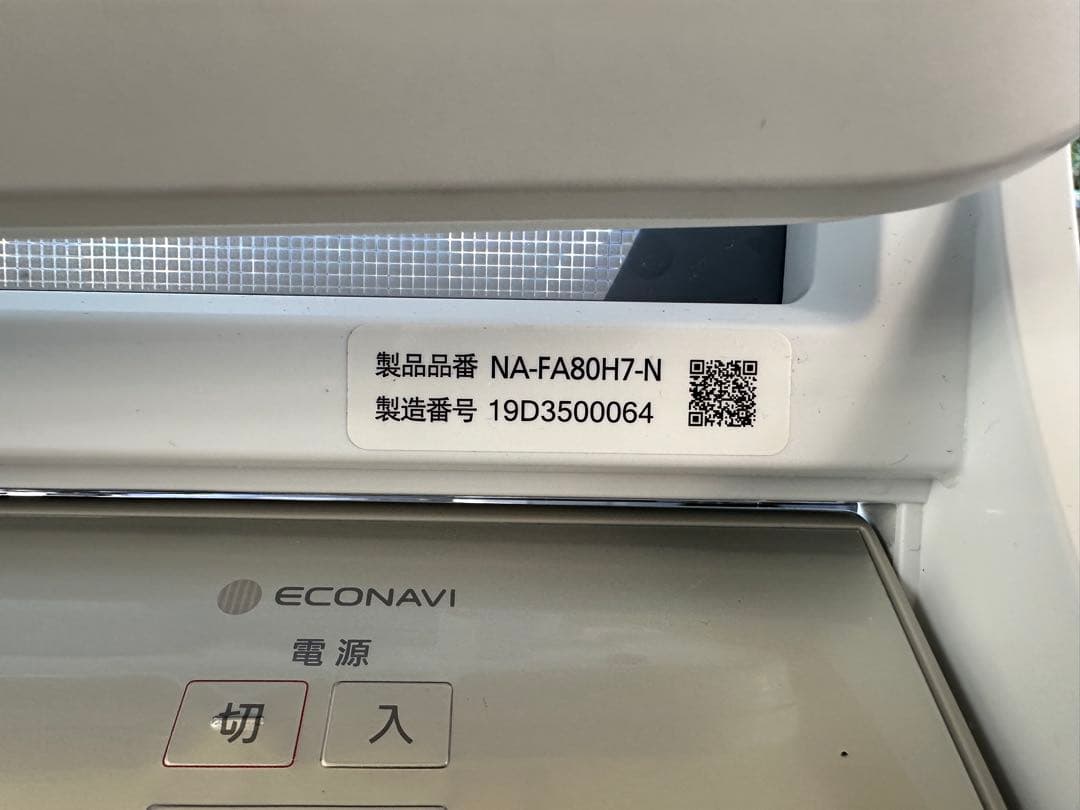 製品品番 NA-FA80H7-N
製造番号 19D3500064
ECONAVI
電源
切 入